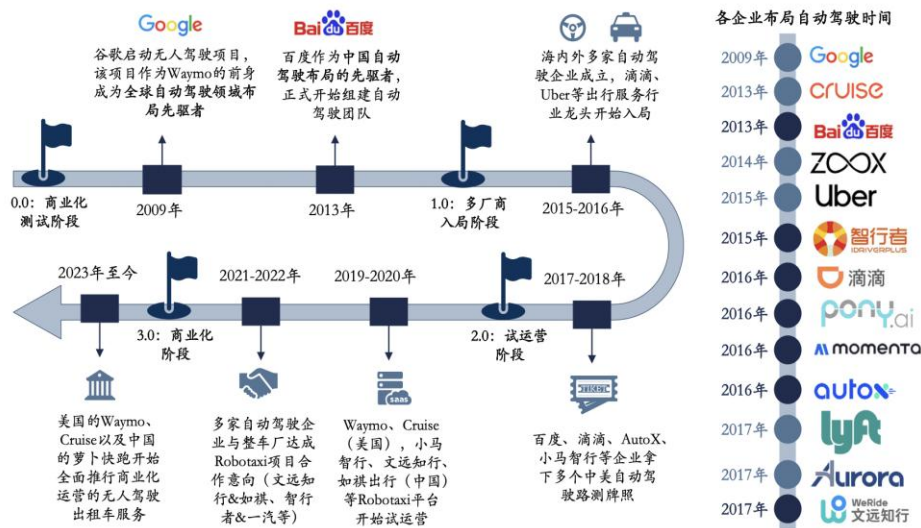 Google
谷歌启动无人驾驶项目,
该项目作为Waymo的前身
成为全球自动驾驶领域布
局先驱者
Bai du 百度
百度作为中国自动
驾驶布局的先驱者,
正式开始组建自动
驾驶团队
海内外多家自动驾
驶企业成立,滴滴、
Uber等出行服务行
业龙头开始入局
0.0:商业化
测试阶段
2009年
2013年
1.0:多厂商
入局阶段
2015-2016年
2023年至今
3.0:商业化
阶段
2021-2022年
2019-2020年
2.0:试运营
阶段
2017-2018年
美国的Waymo、
Cruise以及中国
的萝卜快跑开始
全面推行商业化
运营的无人驾驶
出租车服务
多家自动驾驶企
业与整车厂达成
Robotaxi项目合
作意向(文远知
行&如祺、智行
者&一汽等)
saas
Waymo、Cruise
(美国),小马
智行、文远知行、
如祺出行(中国)
等Robotaxi平台
开始试运营
TIKET
百度、滴滴、AutoX、
小马智行等企业拿
下多个中美自动驾
驶路测牌照
各企业布局自动驾驶时间
2009年 Google
2013年 cruise
2013年 Bai du 百度
2014年 ZOOX
2015年 Uber
2015年 智行者 IDRIVERPLUS
2016年 滴滴
2016年 pony.ai
2016年 momenta
2016年 autox
2017年 lyft
2017年 Aurora
2017年 WeRide 文远知行